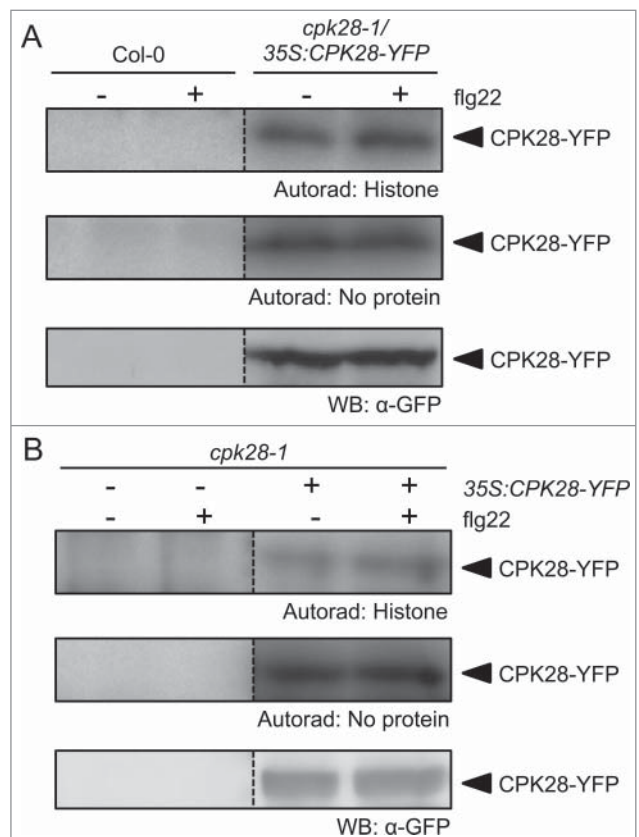 A
Col-0
cpk28-1/
35S:CPK28-YFP
- + - + flg22
CPK28-YFP
Autorad: Histone
CPK28-YFP
Autorad: No protein
CPK28-YFP
WB: α-GFP
B
cpk28-1
- - + + 35S:CPK28-YFP
- + - + flg22
CPK28-YFP
Autorad: Histone
CPK28-YFP
Autorad: No protein
CPK28-YFP
WB: α-GFP